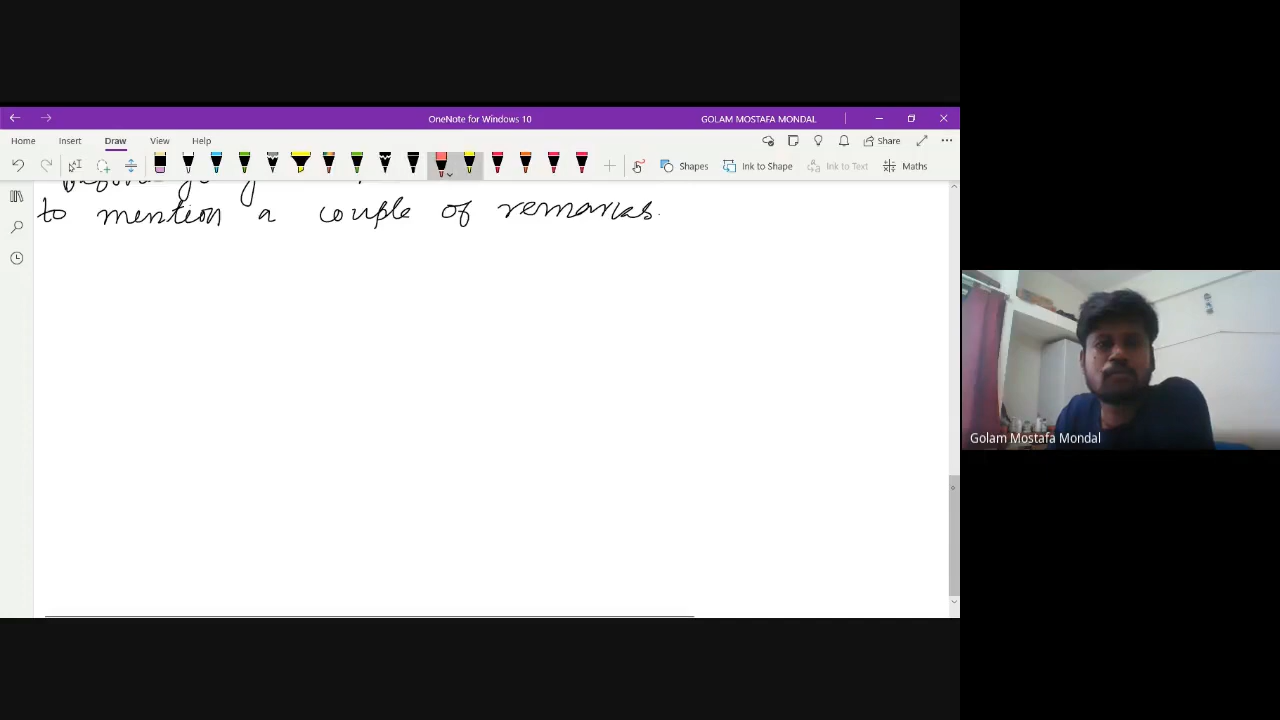 OneNote for Windows 10
GOLAM MOSTAFA MONDAL
Home Insert Draw View Help
Share
Shapes Ink to Shape Ink to Text Maths
to mention a couple of remarks.
Golam Mostafa Mondal